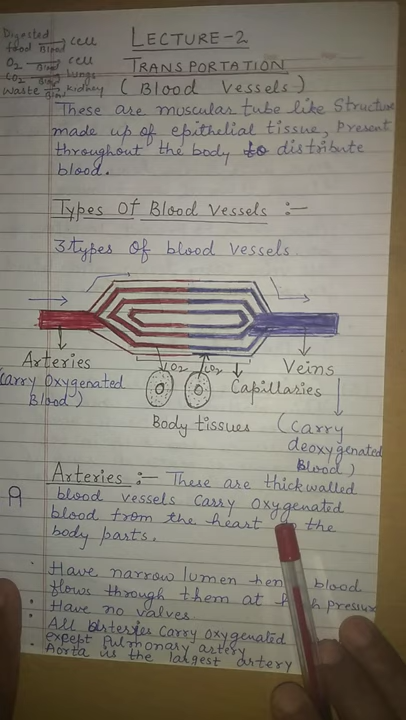 LECTURE-2
Digested
food Blood cell
O2 Blood cell
CO2 Blood lungs
Waste Blood kidney
TRANSPORTATION
(Blood Vessels)
These are muscular tube like Structure
made up of epithelial tissue, Present
throughout the body to distribute
blood.
Types Of Blood Vessels :-
3 types Of blood vessels.
Arteries
(Carry Oxygenated
Blood)
O2
CO2
Capillaries
Veins
Body tissues
(Carry
deoxygenated
Blood)
Arteries :- These are thickwalled
blood vessels carry oxygenated
blood from the heart to the
body parts.
A
· Have narrow lumen blood
flows through them at pressure
· Have no valves
· All arteries carry oxygenated
except Pulmonary artery
· Aorta is the largest artery